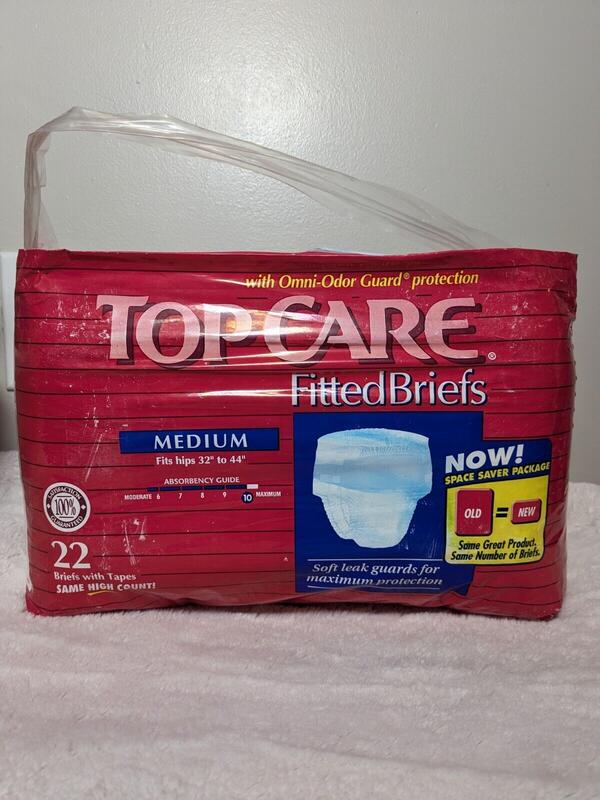 with Omni-Odor Guard® protection
TOPCARE®
FittedBriefs
MEDIUM
Fits hips 32" to 44"
ABSORBENCY GUIDE
MODERATE 6 7 8 9 10 MAXIMUM
SATISFACTION
100%
GUARANTEED
22
Briefs with Tapes
SAME HIGH COUNT!
Soft leak guards for
maximum protection
NOW!
SPACE SAVER PACKAGE
OLD = NEW
Same Great Product.
Same Number of Briefs.